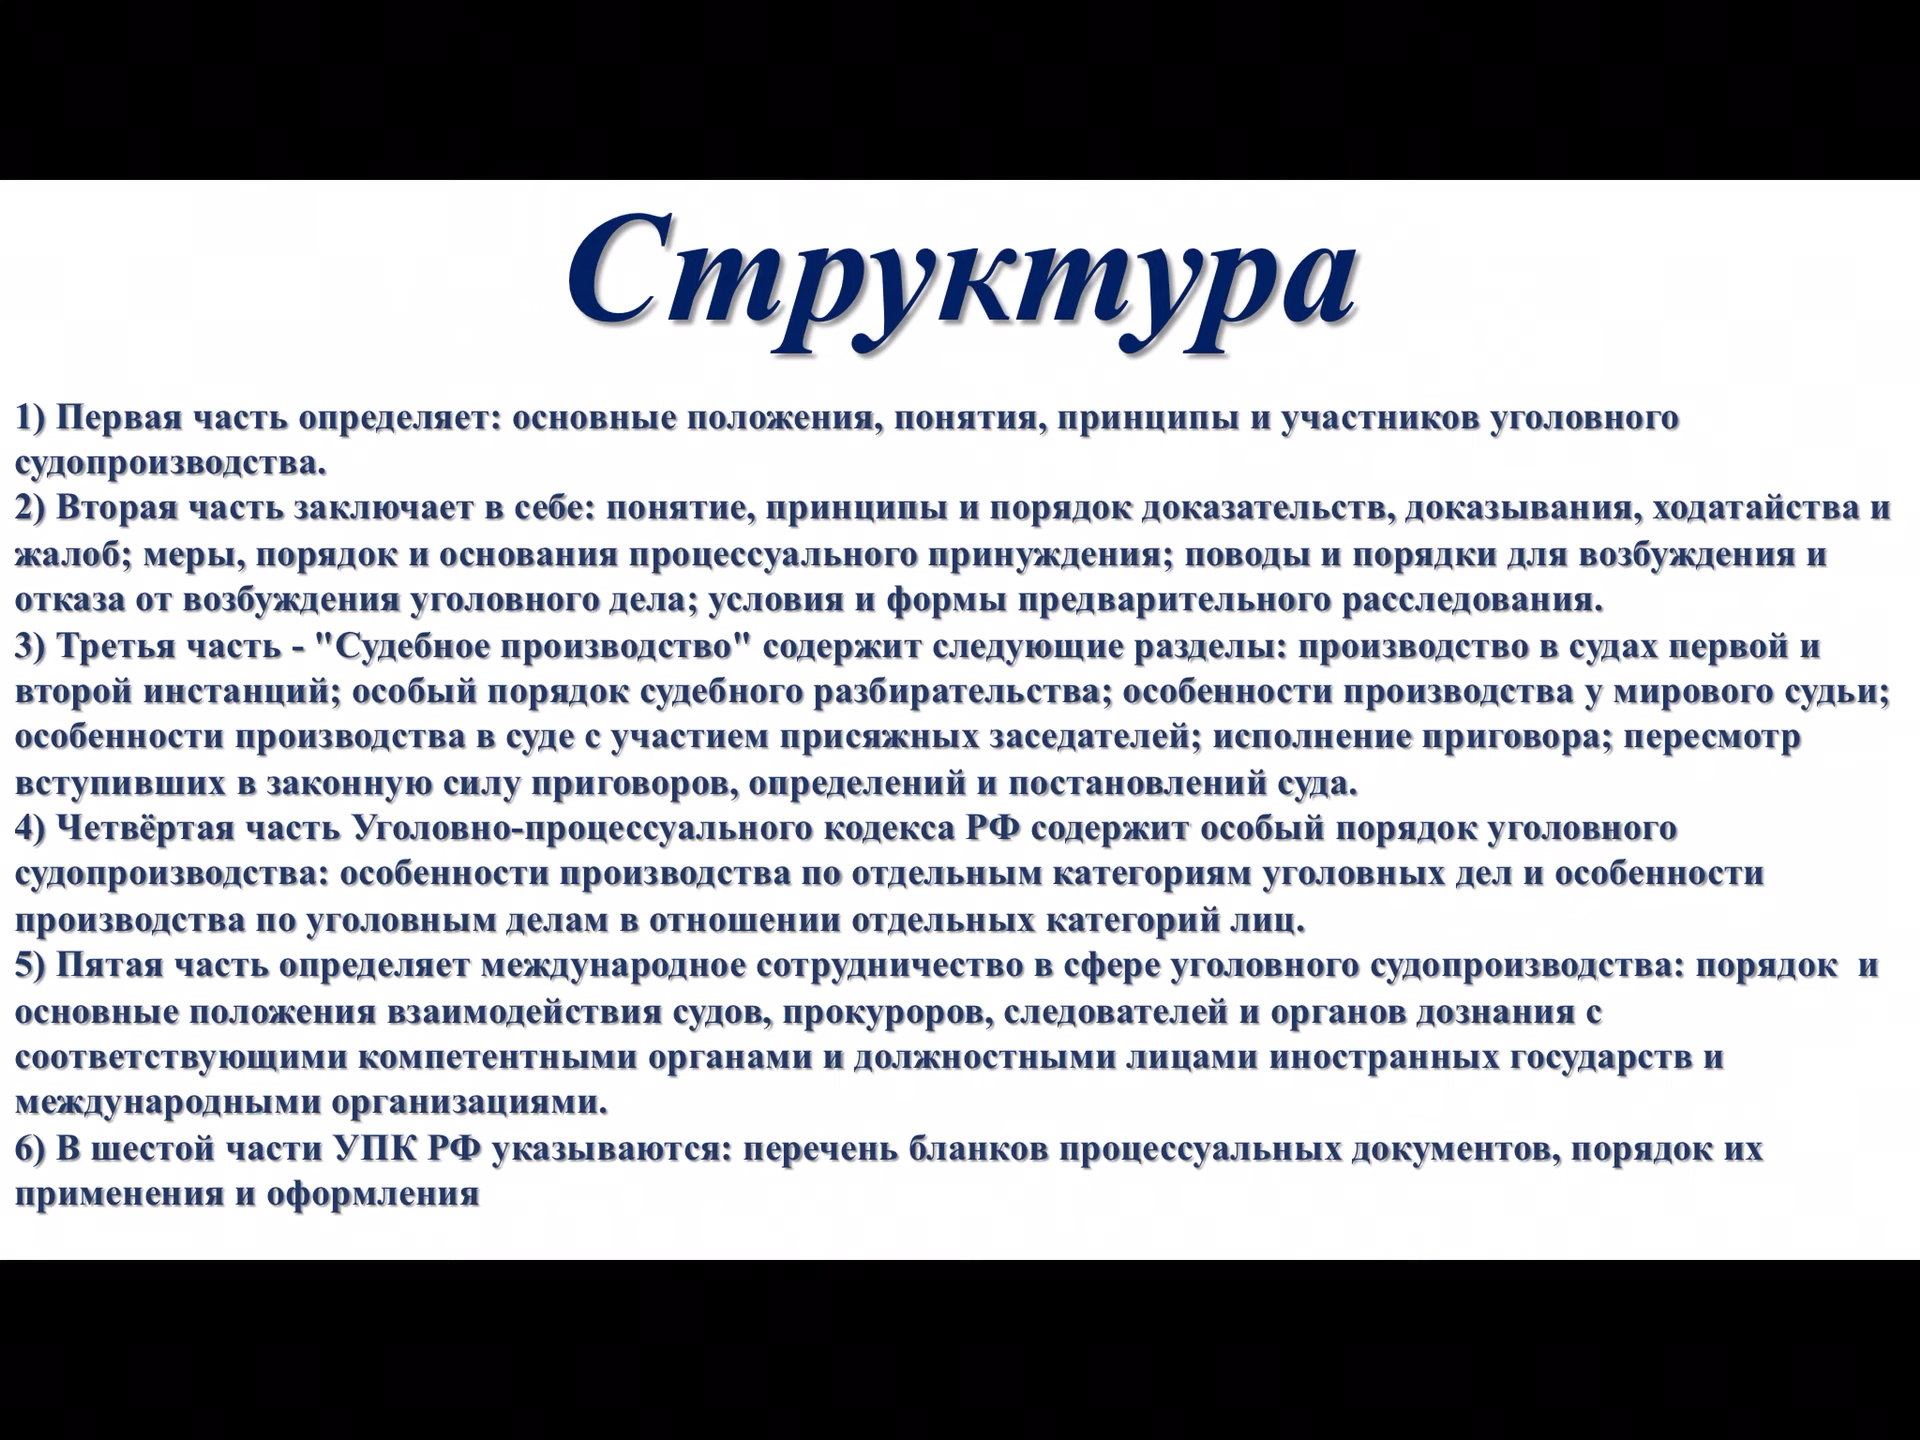 Структура
1) Первая часть определяет: основные положения, понятия, принципы и участников уголовного
судопроизводства.
2) Вторая часть заключает в себе: понятие, принципы и порядок доказательств, доказывания, ходатайства и
жалоб; меры, порядок и основания процессуального принуждения; поводы и порядки для возбуждения и
отказа от возбуждения уголовного дела; условия и формы предварительного расследования.
3) Третья часть - "Судебное производство" содержит следующие разделы: производство в судах первой и
второй инстанций; особый порядок судебного разбирательства; особенности производства у мирового судьи;
особенности производства в суде с участием присяжных заседателей; исполнение приговора; пересмотр
вступивших в законную силу приговоров, определений и постановлений суда.
4) Четвёртая часть Уголовно-процессуального кодекса РФ содержит особый порядок уголовного
судопроизводства: особенности производства по отдельным категориям уголовных дел и особенности
производства по уголовным делам в отношении отдельных категорий лиц.
5) Пятая часть определяет международное сотрудничество в сфере уголовного судопроизводства: порядок  и
основные положения взаимодействия судов, прокуроров, следователей и органов дознания с
соответствующими компетентными органами и должностными лицами иностранных государств и
международными организациями.
6) В шестой части УПК РФ указываются: перечень бланков процессуальных документов, порядок их
применения и оформления